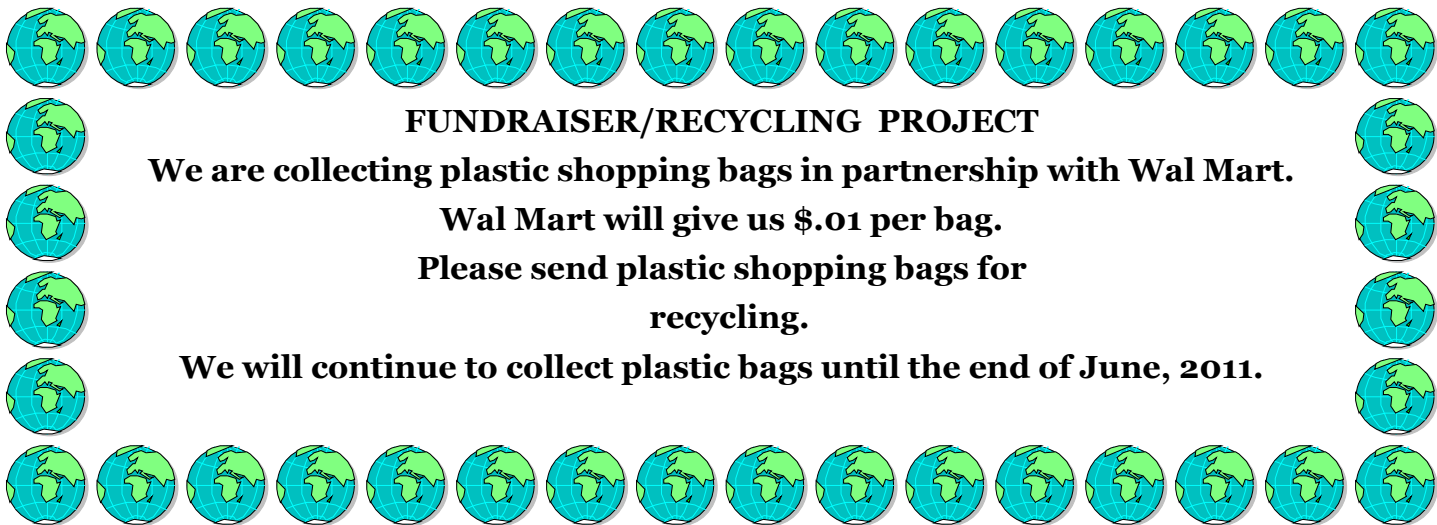 FUNDRAISER/RECYCLING PROJECT
We are collecting plastic shopping bags in partnership with Wal Mart.
Wal Mart will give us $.01 per bag.
Please send plastic shopping bags for
recycling.
We will continue to collect plastic bags until the end of June, 2011.